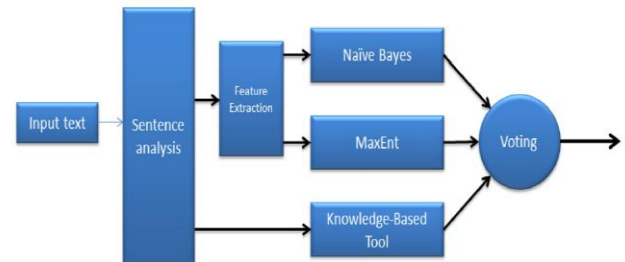 Input text
Sentence
analysis
Feature
Extraction
Naïve Bayes
MaxEnt
Knowledge-Based
Tool
Voting